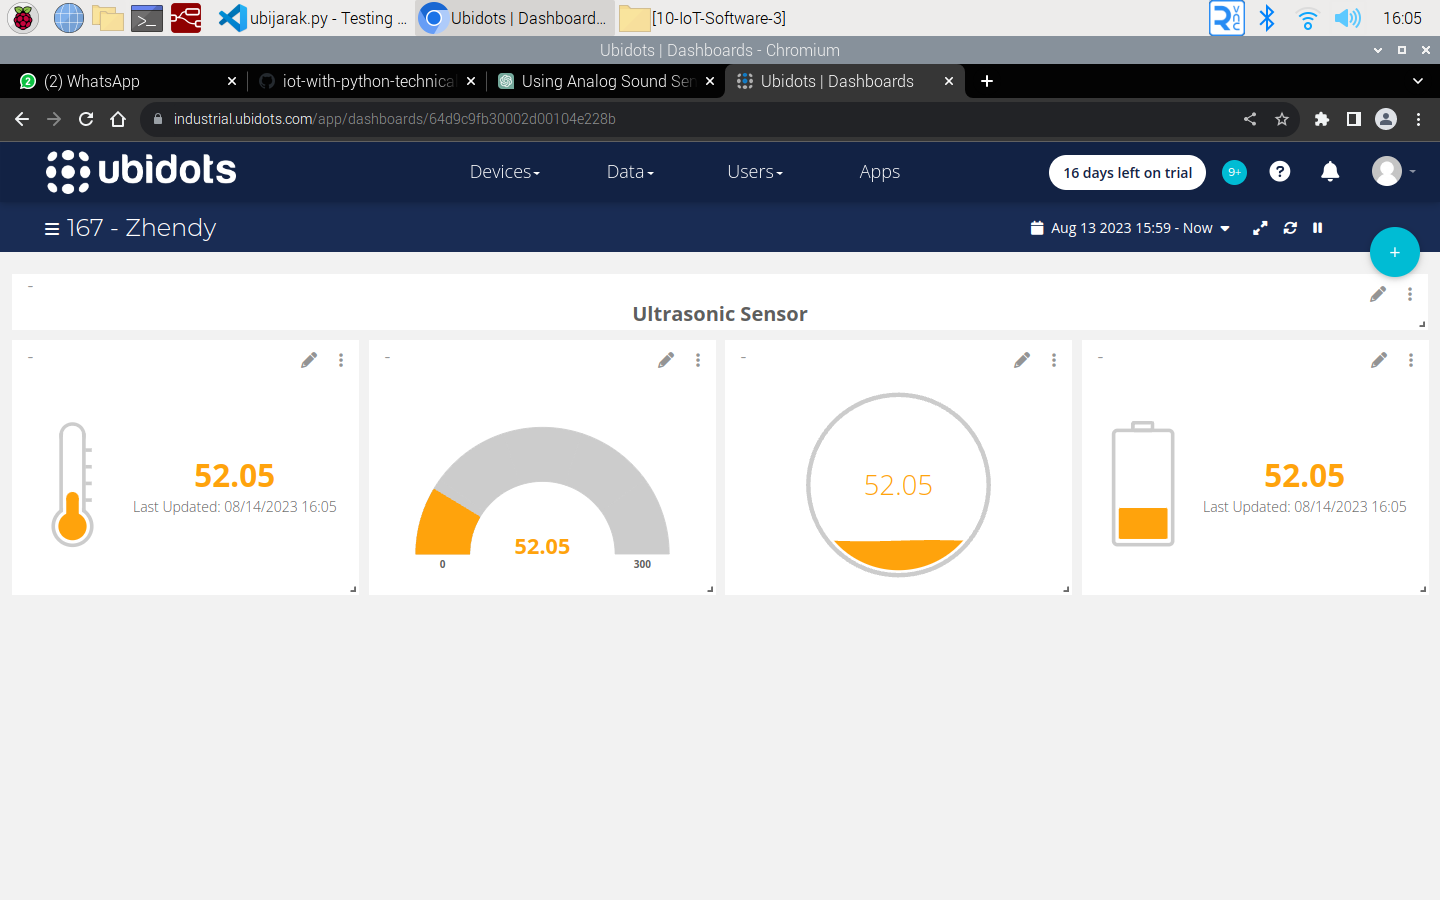 ubijarak.py - Testing ...
Ubidots | Dashboard...
[10-IoT-Software-3]
16:05
Ubidots | Dashboards - Chromium
(2) WhatsApp
iot-with-python-technical
Using Analog Sound Sen
Ubidots | Dashboards
industrial.ubidots.com/app/dashboards/64d9c9fb30002d00104e228b
ubidots
Devices
Data
Users
Apps
16 days left on trial
9+
167 - Zhendy
Aug 13 2023 15:59 - Now
+
-
Ultrasonic Sensor
-
52.05
Last Updated: 08/14/2023 16:05
-
52.05
0
300
-
52.05
-
52.05
Last Updated: 08/14/2023 16:05